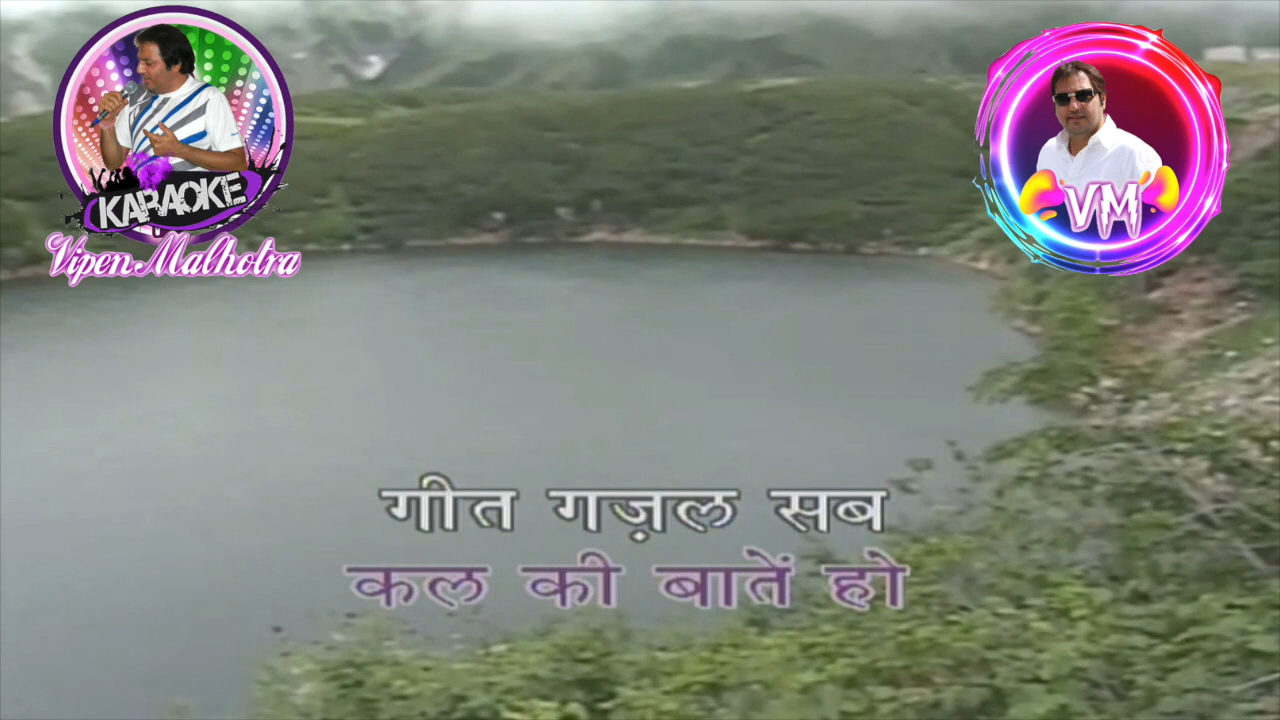 KARAOKE
Vipen Malhotra
VM
गीत गज़ल सब
कल की बातें हो